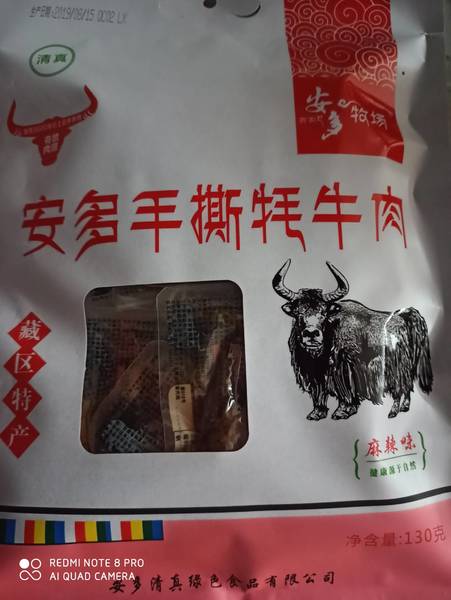 生产日期:2019/06/15 QC02 LX
清真
安多
牧场
安多手撕牦牛肉
藏区特产
麻辣味
健康源于自然
净含量:130克
REDMI NOTE 8 PRO
AI QUAD CAMERA
安多清真绿色食品有限公司